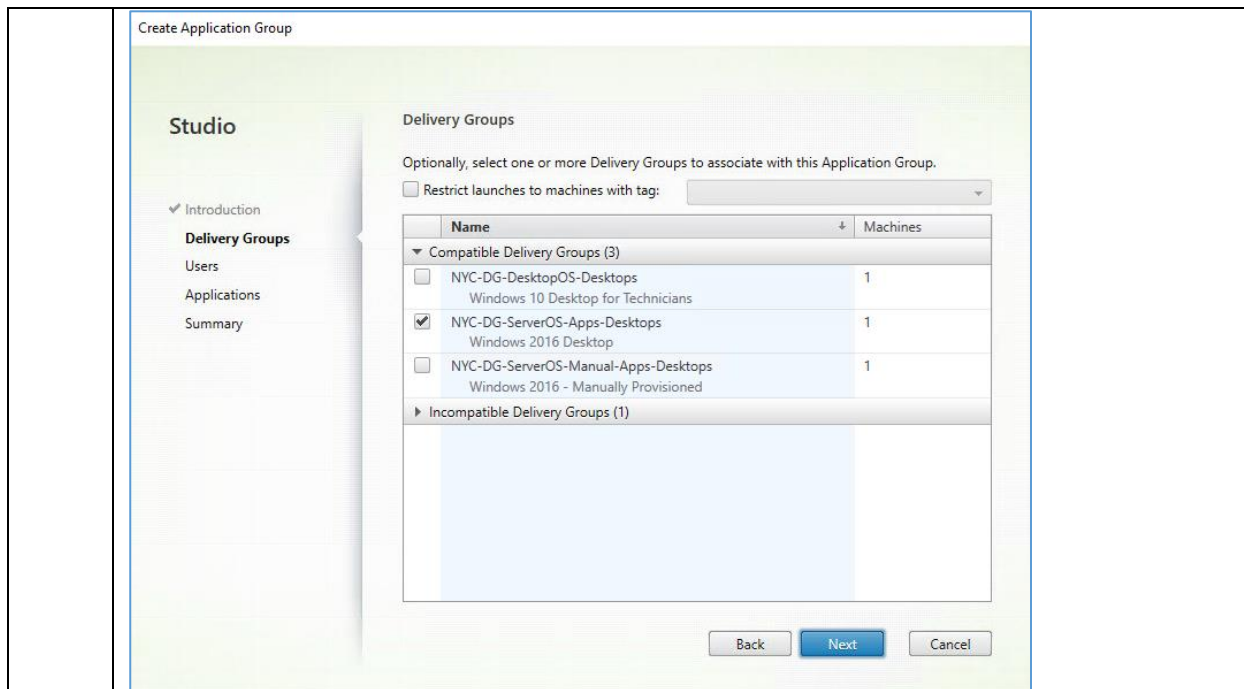 Create Application Group
Studio
Introduction
Delivery Groups
Users
Applications
Summary
Delivery Groups
Optionally, select one or more Delivery Groups to associate with this Application Group.
Restrict launches to machines with tag:
Name Machines
Compatible Delivery Groups (3)
NYC-DG-DesktopOS-Desktops 1
Windows 10 Desktop for Technicians
NYC-DG-ServerOS-Apps-Desktops 1
Windows 2016 Desktop
NYC-DG-ServerOS-Manual-Apps-Desktops 1
Windows 2016 - Manually Provisioned
Incompatible Delivery Groups (1)
Back Next Cancel